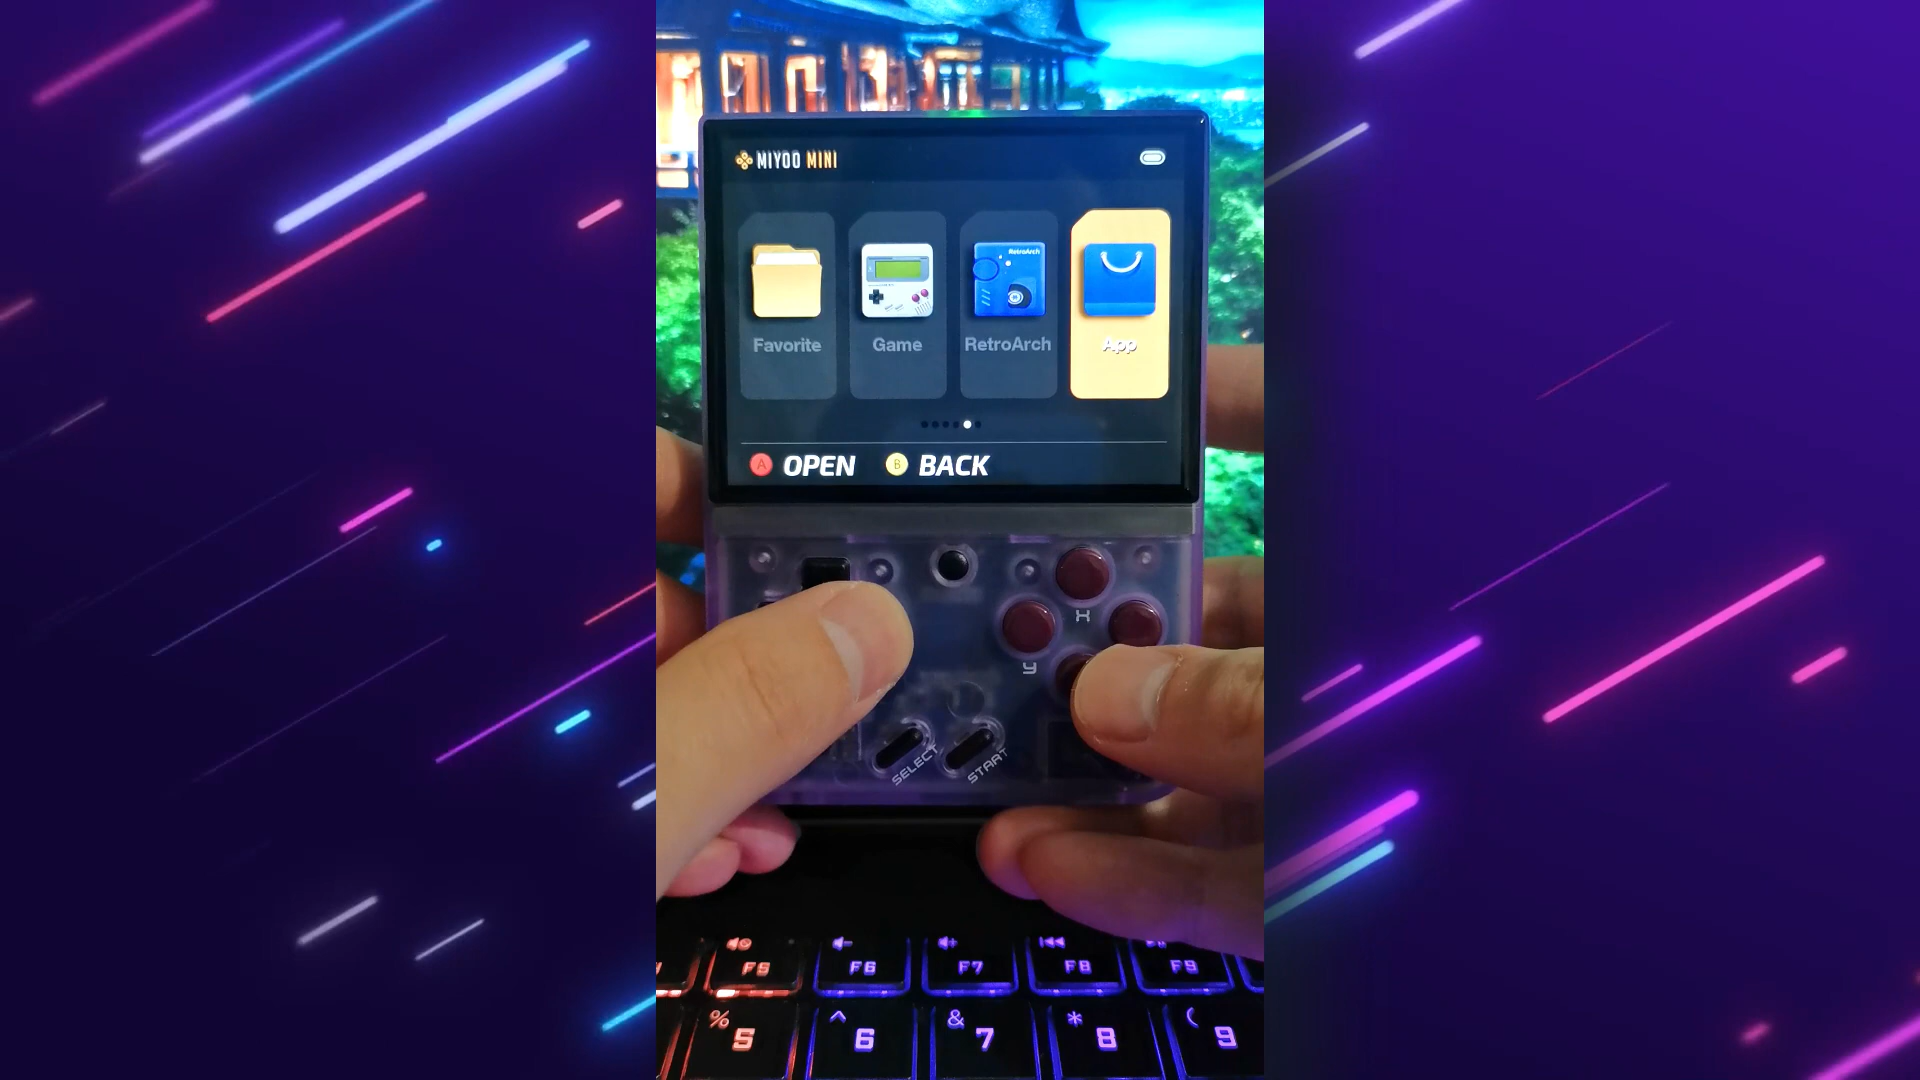 MIYOO MINI
RetroArch
Favorite
Game
RetroArch
App
A OPEN
B BACK
X
Y
SELECT
START
F5
F6
F7
F8
F9
% 5
^ 6
& 7
* 8
( 9